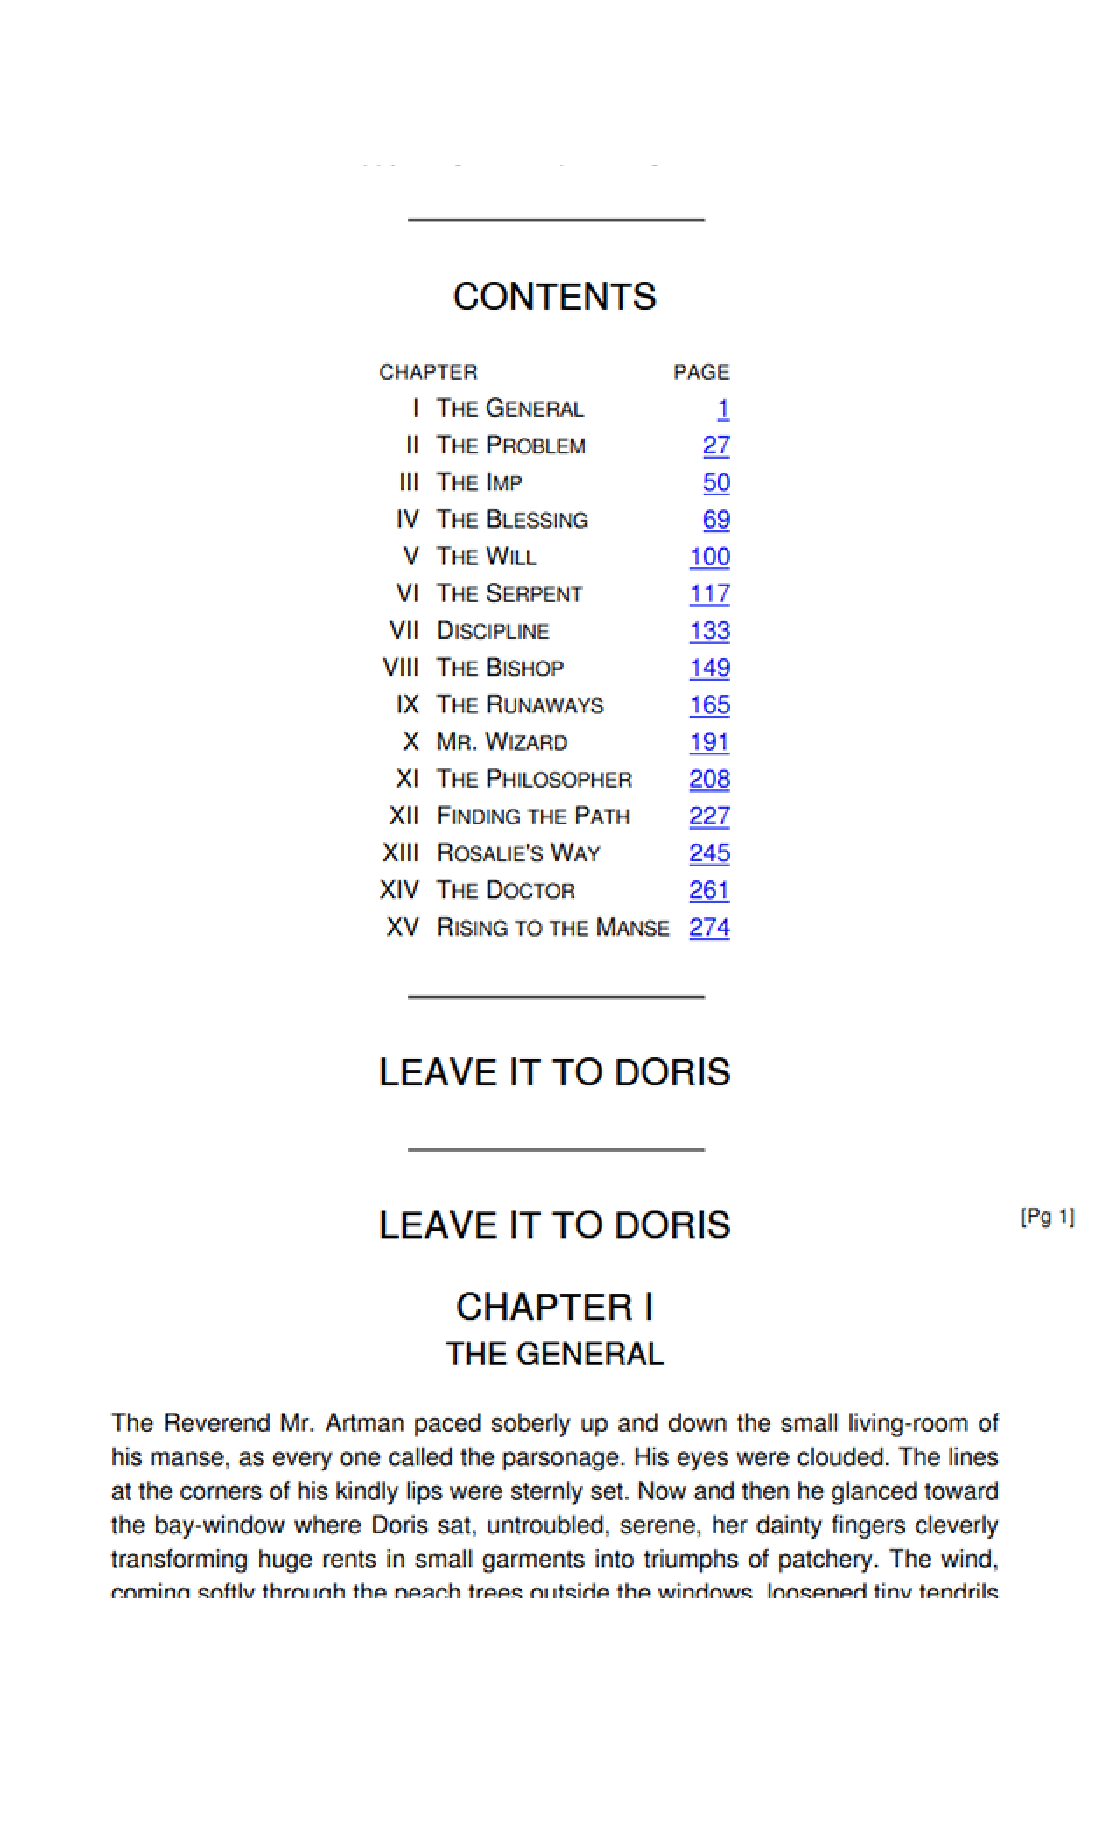 CONTENTS
CHAPTER PAGE
I THE GENERAL 1
II THE PROBLEM 27
III THE IMP 50
IV THE BLESSING 69
V THE WILL 100
VI THE SERPENT 117
VII DISCIPLINE 133
VIII THE BISHOP 149
IX THE RUNAWAYS 165
X MR. WIZARD 191
XI THE PHILOSOPHER 208
XII FINDING THE PATH 227
XIII ROSALIE'S WAY 245
XIV THE DOCTOR 261
XV RISING TO THE MANSE 274
LEAVE IT TO DORIS
LEAVE IT TO DORIS [Pg 1]
CHAPTER I
THE GENERAL
The Reverend Mr. Artman paced soberly up and down the small living-room of
his manse, as every one called the parsonage. His eyes were clouded. The lines
at the corners of his kindly lips were sternly set. Now and then he glanced toward
the bay-window where Doris sat, untroubled, serene, her dainty fingers cleverly
transforming huge rents in small garments into triumphs of patchery. The wind,
coming softly through the peach trees outside the windows, loosened tiny tendrils